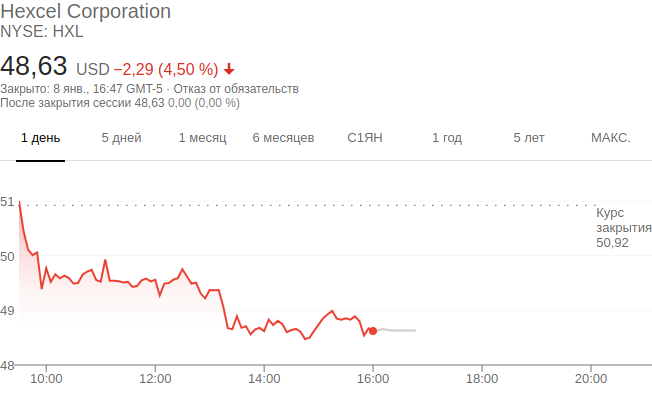 Hexcel Corporation
NYSE: HXL
48,63 USD −2,29 (4,50 %)
Закрыто: 8 янв., 16:47 GMT-5 · Отказ от обязательств
После закрытия сессии 48,63 0,00 (0,00 %)
1 день 5 дней 1 месяц 6 месяцев С1ЯН 1 год 5 лет МАКС.
51
Курс
закрытия
50,92
50
49
48
10:00 12:00 14:00 16:00 18:00 20:00